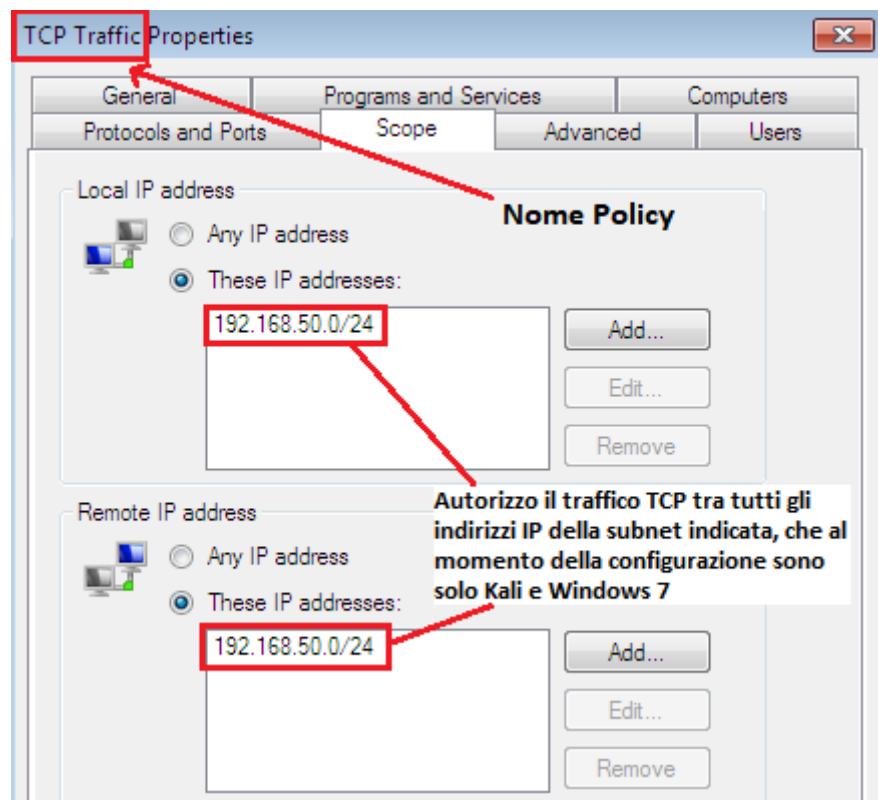 TCP Traffic Properties
General
Programs and Services
Computers
Protocols and Ports
Scope
Advanced
Users
Local IP address
Any IP address
These IP addresses:
192.168.50.0/24
Add...
Edit...
Remove
Nome Policy
Remote IP address
Any IP address
These IP addresses:
192.168.50.0/24
Add...
Edit...
Remove
Autorizzo il traffico TCP tra tutti gli
indirizzi IP della subnet indicata, che al
momento della configurazione sono
solo Kali e Windows 7